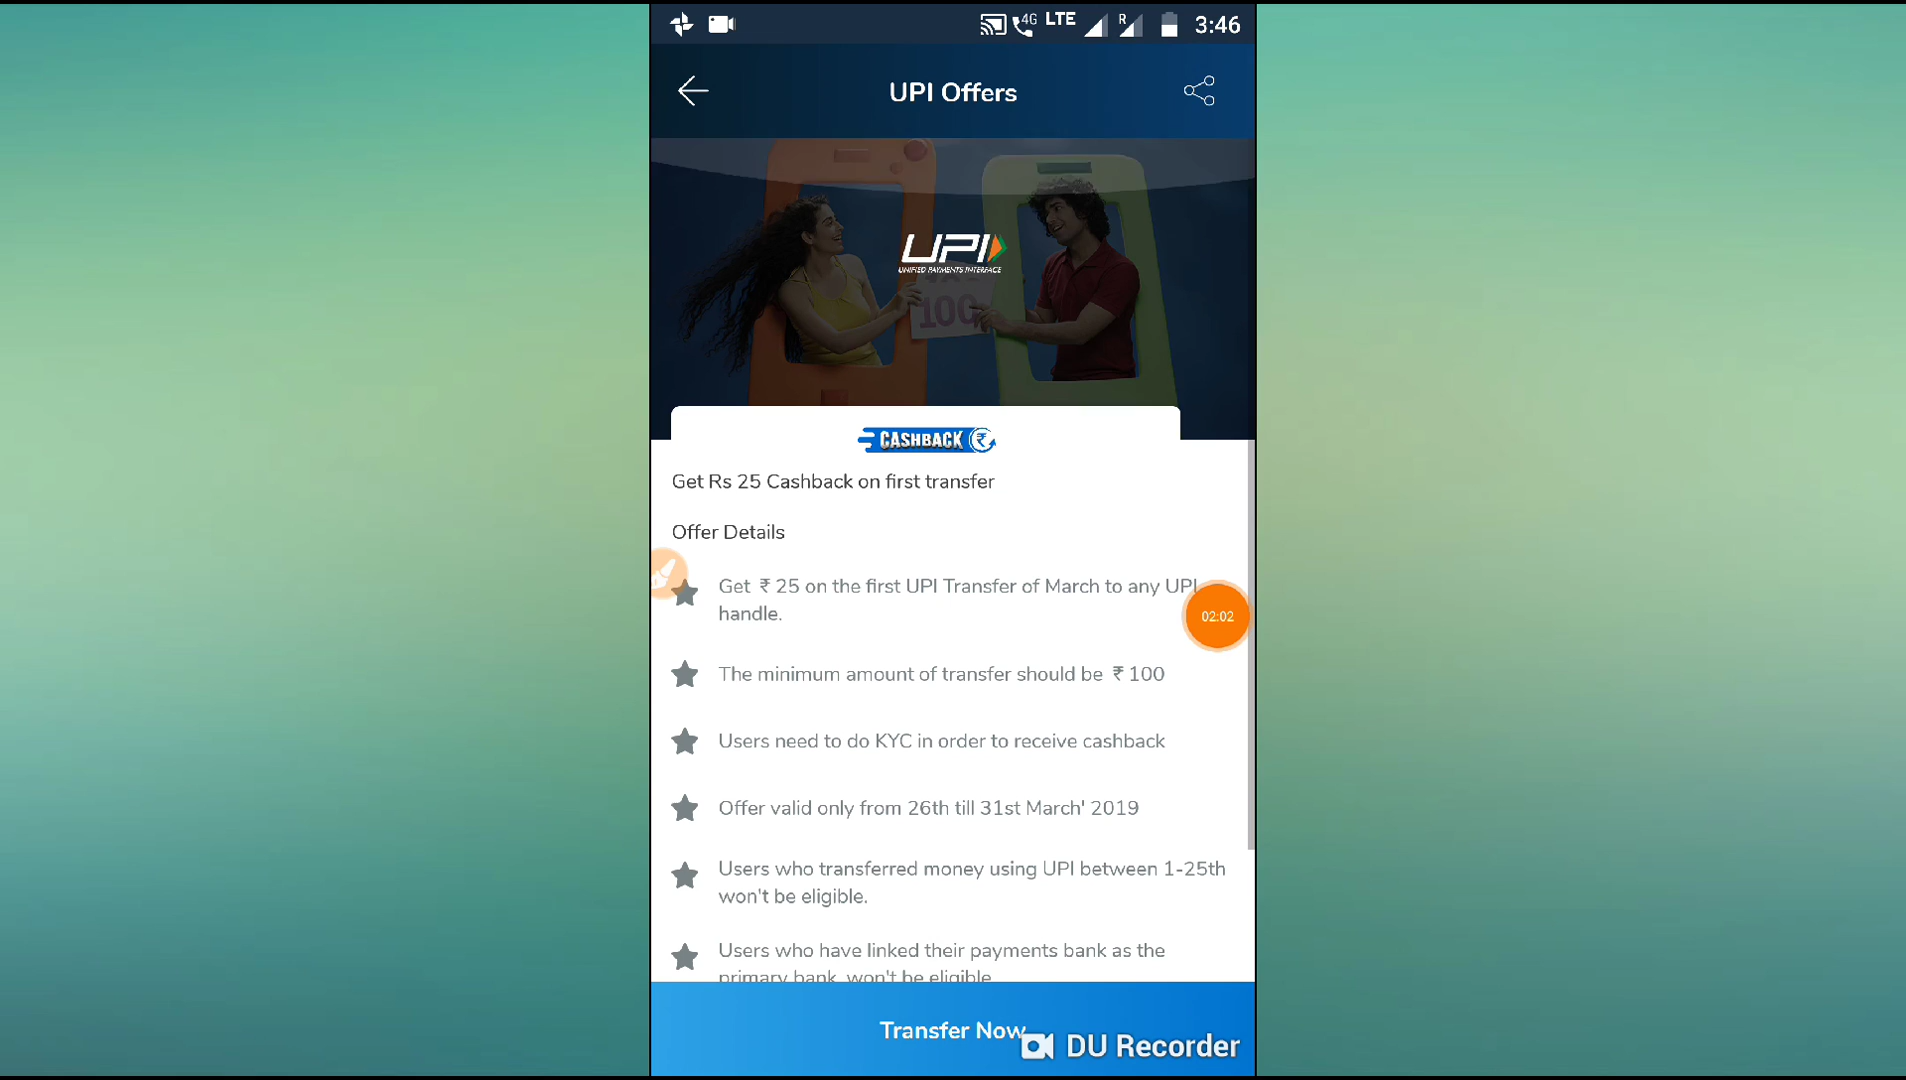 4G LTE R 3:46
UPI Offers
UPI
UNIFIED PAYMENTS INTERFACE
100
CASHBACK ₹
Get Rs 25 Cashback on first transfer
Offer Details
Get ₹ 25 on the first UPI Transfer of March to any UPI
handle.
02:02
The minimum amount of transfer should be ₹ 100
Users need to do KYC in order to receive cashback
Offer valid only from 26th till 31st March' 2019
Users who transferred money using UPI between 1-25th
won't be eligible.
Users who have linked their payments bank as the
primary bank, won't be eligible
Transfer Now
DU Recorder